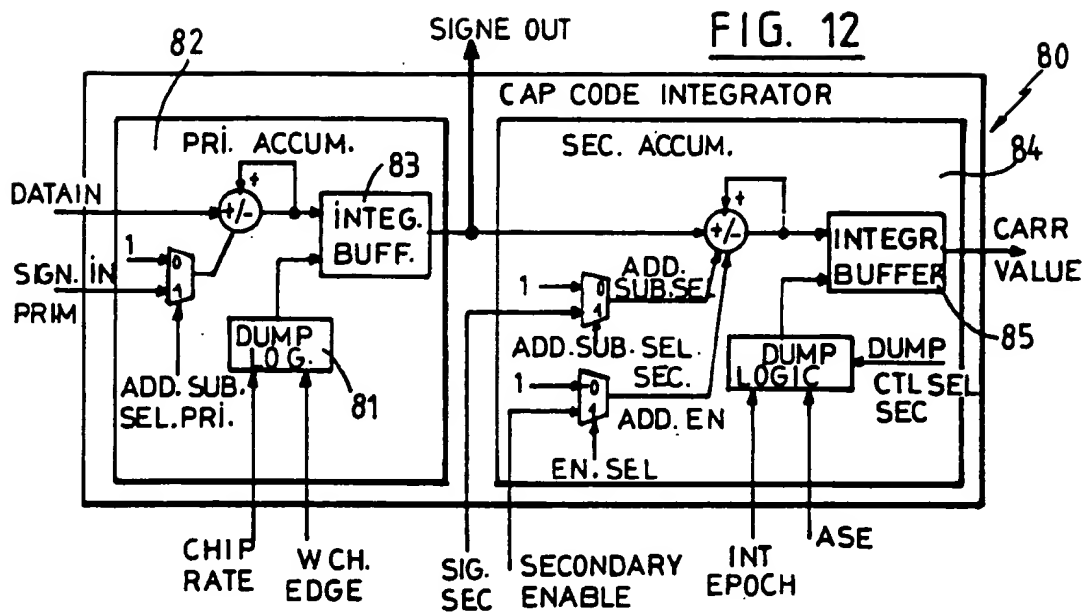 SIGNE OUT
FIG. 12
80
82
CAP CODE INTEGRATOR
PRI. ACCUM.
SEC. ACCUM.
84
83
DATAIN
+
+/-
INTEG.
BUFF.
+
+/-
INTEGR.
BUFFER
CARR
VALUE
1
0
1
SIGN. IN
PRIM
ADD.
SUB.SEL
1
0
1
85
DUMP
LOG.
81
ADD.SUB.
SEL.PRI.
ADD.SUB.SEL
SEC.
DUMP
LOGIC
DUMP
CTL SEL
SEC
1
0
1
ADD.EN
EN.SEL
CHIP
RATE
W CH.
EDGE
SIG.
SEC
SECONDARY
ENABLE
INT
EPOCH
ASE